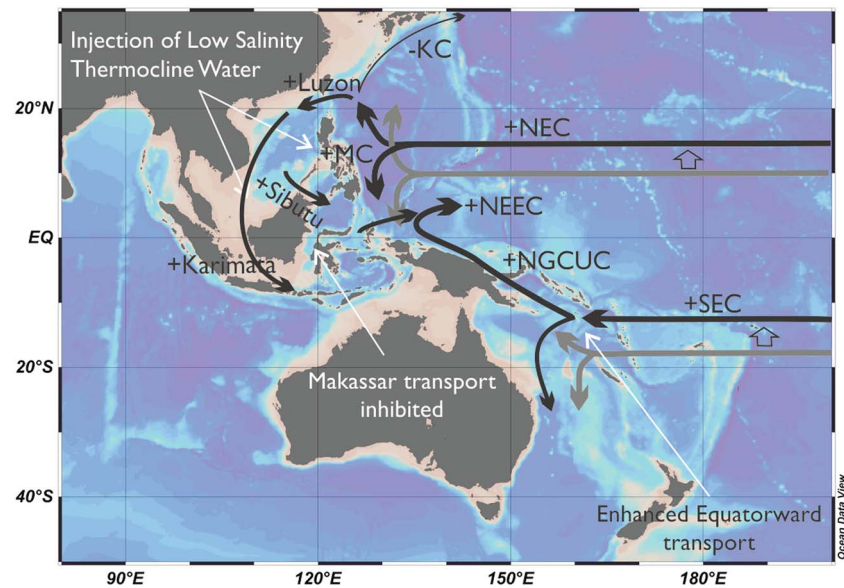 Injection of Low Salinity
Thermocline Water
-KC
+Luzon
20°N
+NEC
+MC
+Sibutu
+NEEC
EQ
+NGCUC
+Karimara
+SEC
20°S
Makassar transport
inhibited
40°S
Enhanced Equatorward
transport
Ocean Data View
90°E
120°E
150°E
180°E